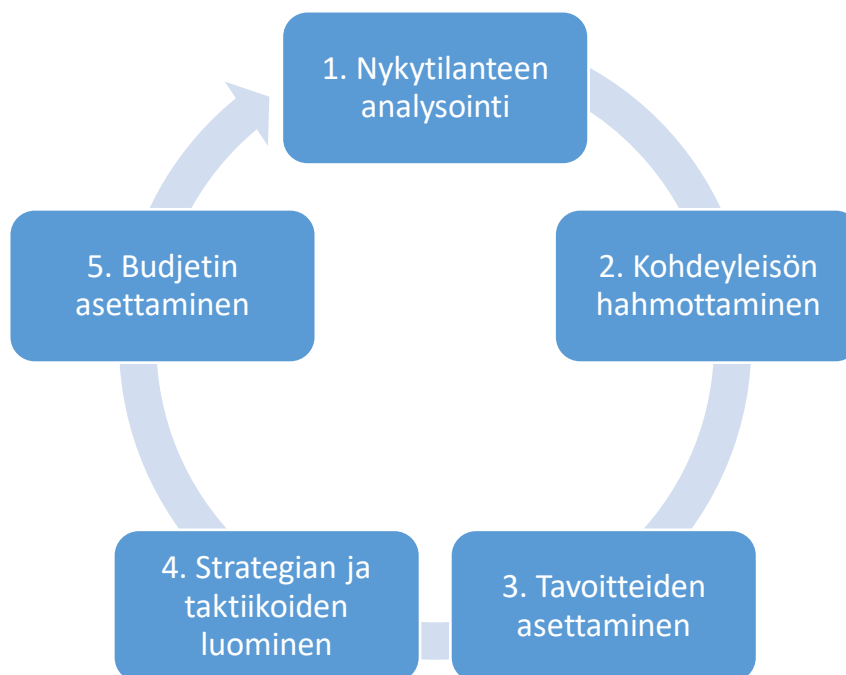 1. Nykytilanteen
analysointi
2. Kohdeyleisön
hahmottaminen
3. Tavoitteiden
asettaminen
4. Strategian ja
taktiikoiden
luominen
5. Budjetin
asettaminen